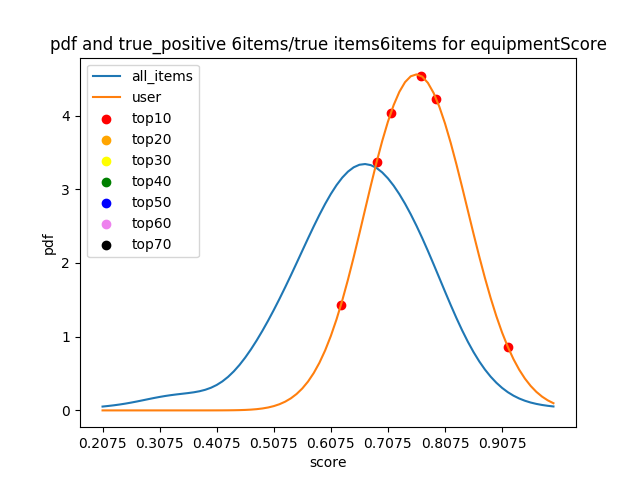 pdf and true_positive 6items/true items6items for equipmentScore
all_items
user
top10
top20
top30
top40
top50
top60
top70
pdf
4
3
2
1
0
0.2075 0.3075 0.4075 0.5075 0.6075 0.7075 0.8075 0.9075
score